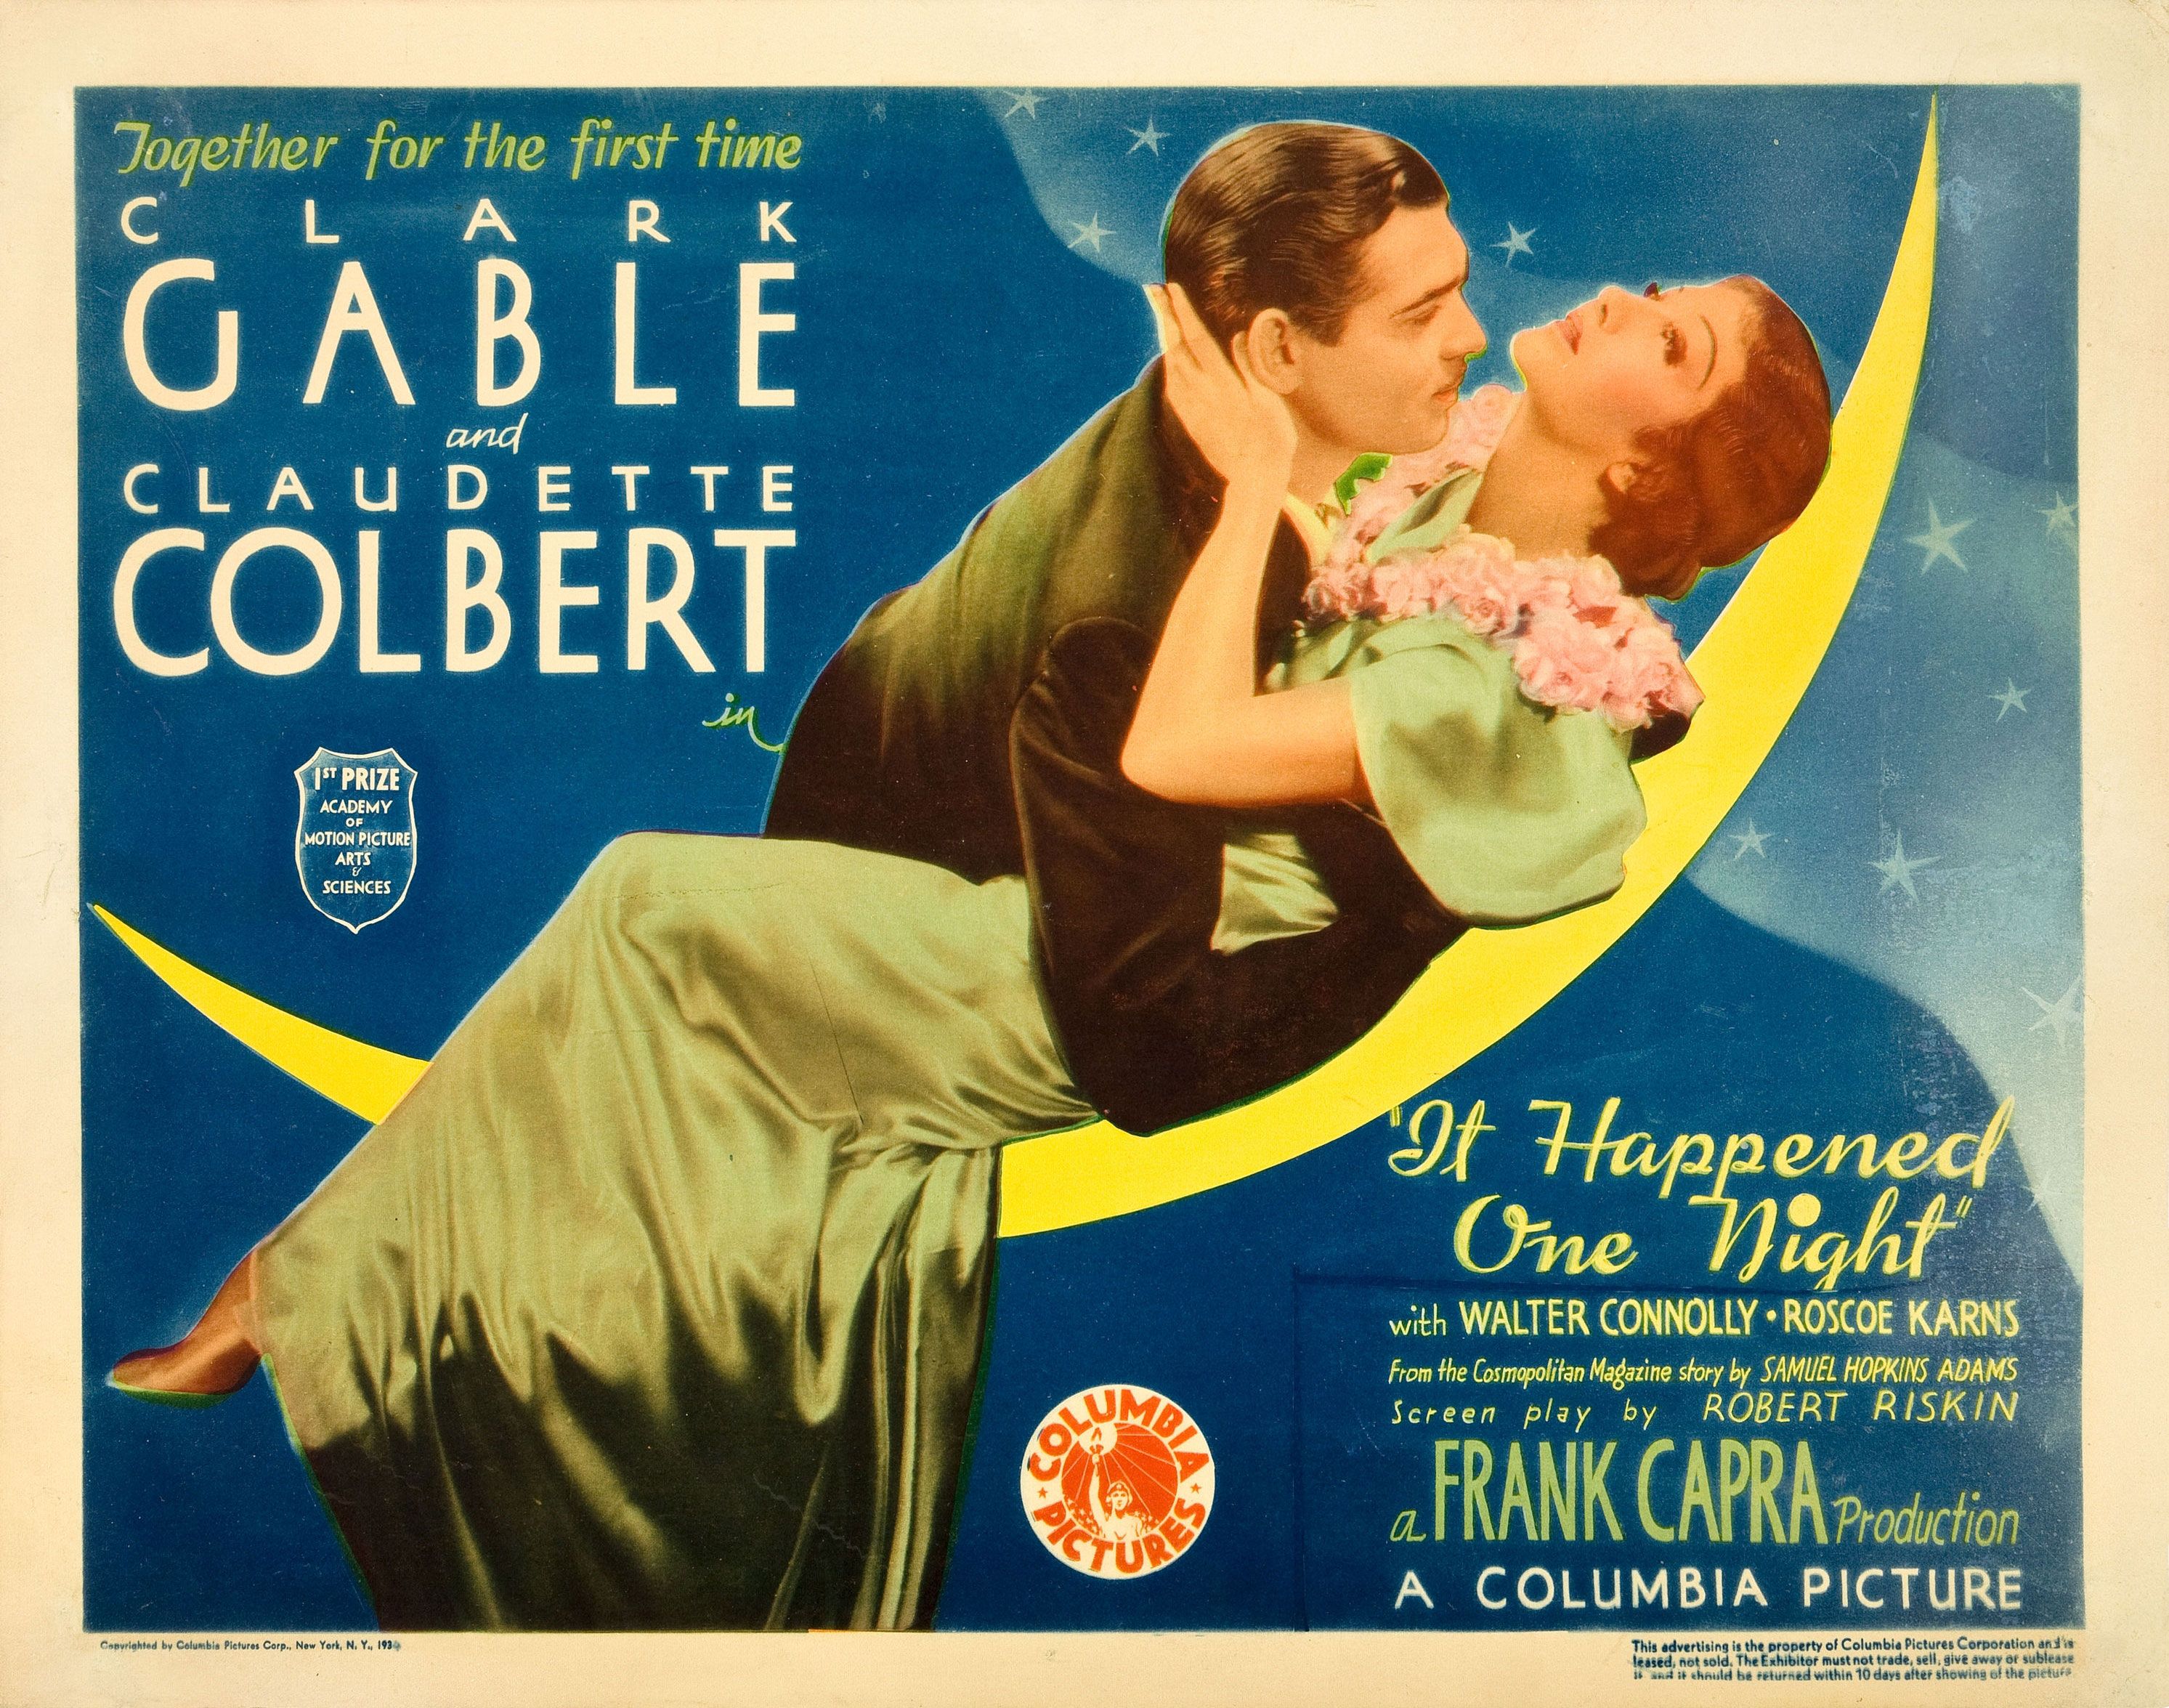 Together for the first time
CLARK
GABLE
and
CLAUDETTE
COLBERT
in
1ST PRIZE
ACADEMY
OF
MOTION PICTURE
ARTS
&
SCIENCES
"It Happened
One Night"
with WALTER CONNOLLY • ROSCOE KARNS
From the Cosmopolitan Magazine story by SAMUEL HOPKINS ADAMS
Screen play by ROBERT RISKIN
a FRANK CAPRA Production
A COLUMBIA PICTURE
COLUMBIA
PICTURES
Copyrighted by Columbia Pictures Corp., New York, N. Y., 1934
This advertising is the property of Columbia Pictures Corporation and is
leased, not sold. The Exhibitor must not trade, sell, give away or sublease
it and it should be returned within 10 days after showing of the picture.